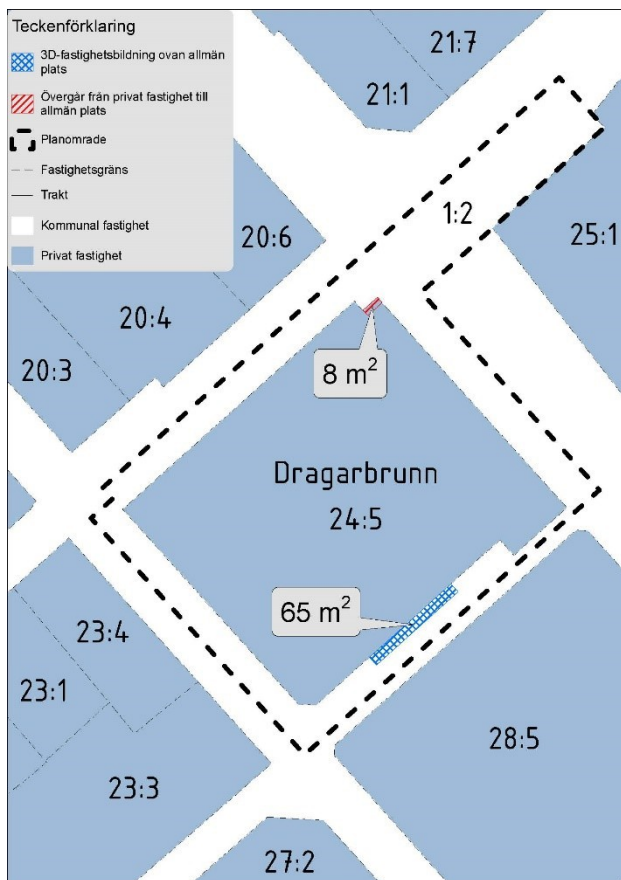 Teckenförklaring
3D-fastighetsbildning ovan allmän
plats
Övergår från privat fastighet till
allmän plats
Planområde
Fastighetsgräns
Trakt
Kommunal fastighet
Privat fastighet
21:7
21:1
1:2
25:1
20:6
20:4
20:3
8 m²
Dragarbrunn
24:5
65 m²
23:4
23:1
23:3
28:5
27:2